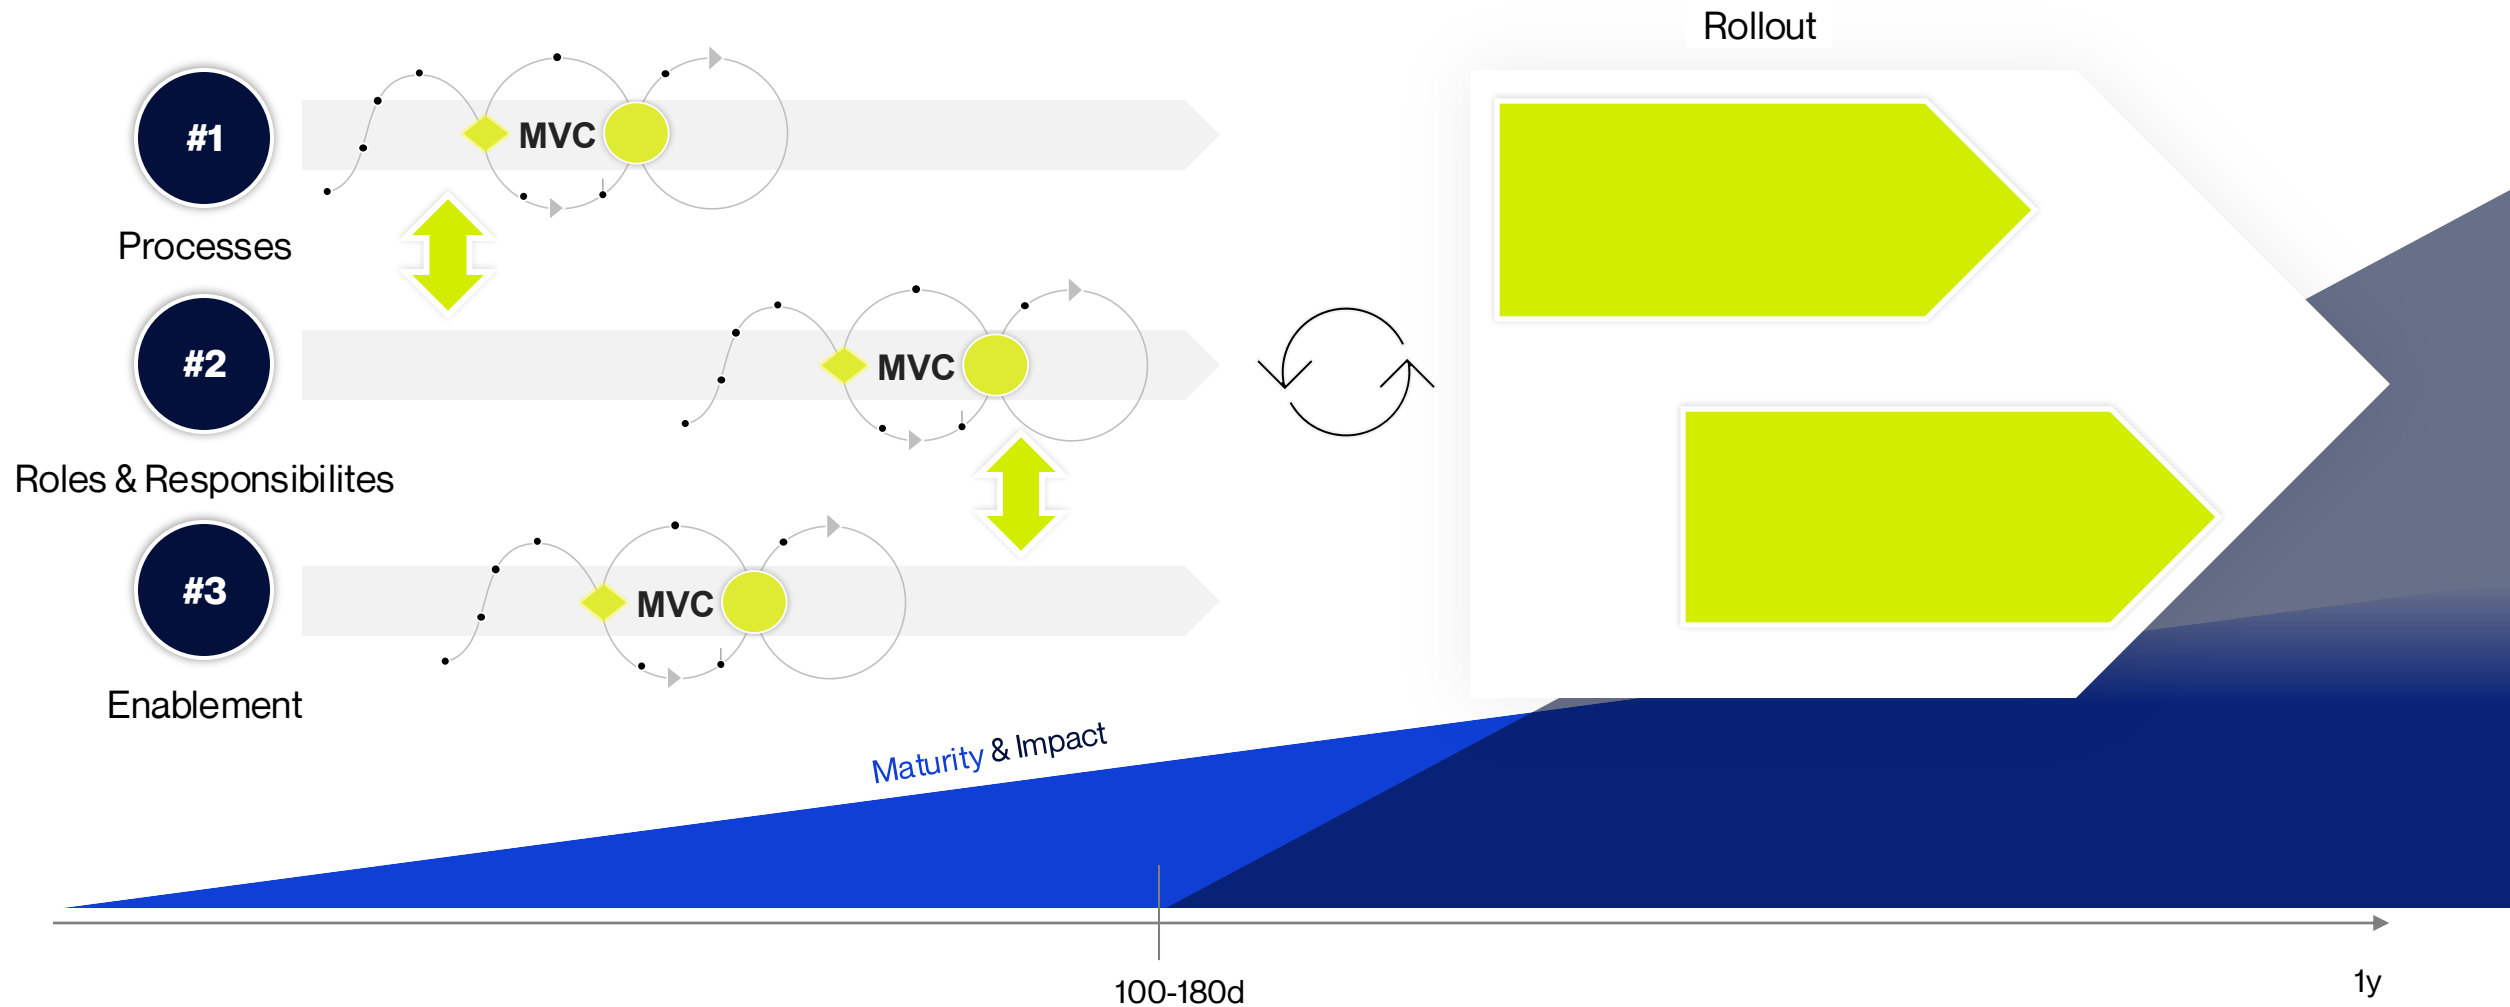 Rollout
#1
MVC
Processes
#2
MVC
Roles & Responsibilites
#3
MVC
Enablement
Maturity & Impact
100-180d
1y